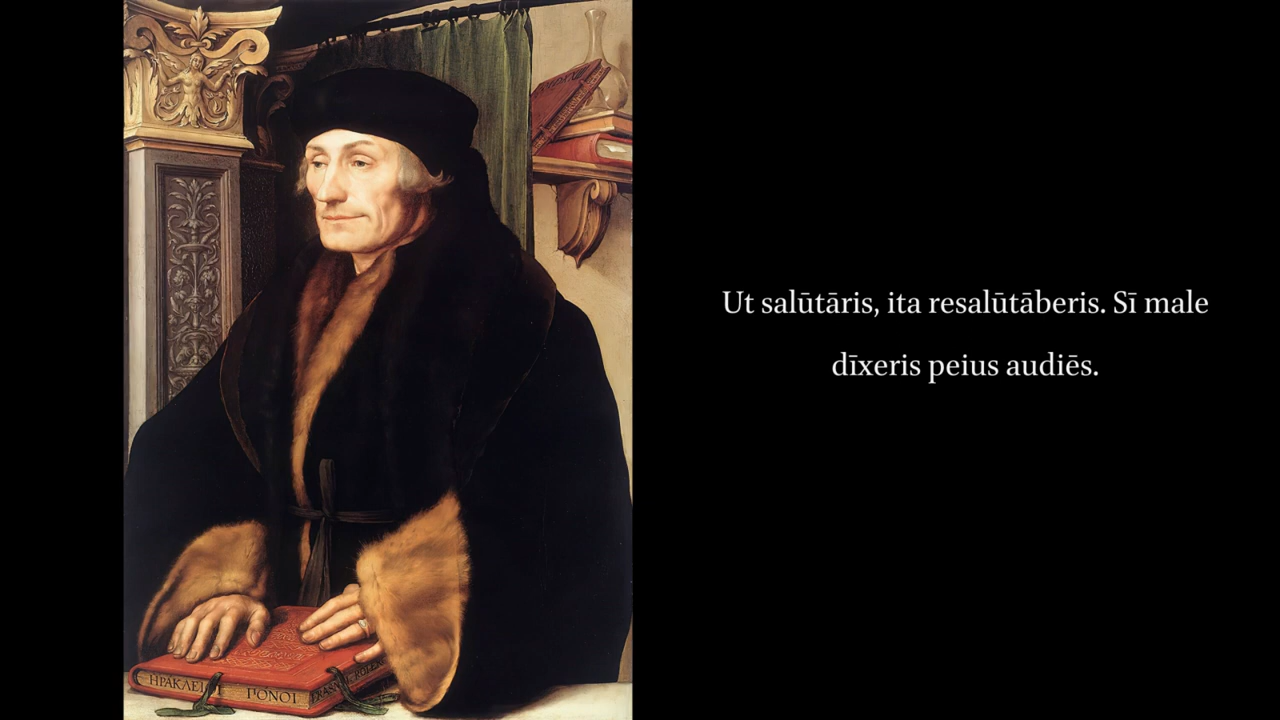 Ut salūtāris, ita resalūtāberis. Sī male
dīxeris peius audiēs.
ΗΡΑΚΛΕΙ
ΠΟΝΟΙ